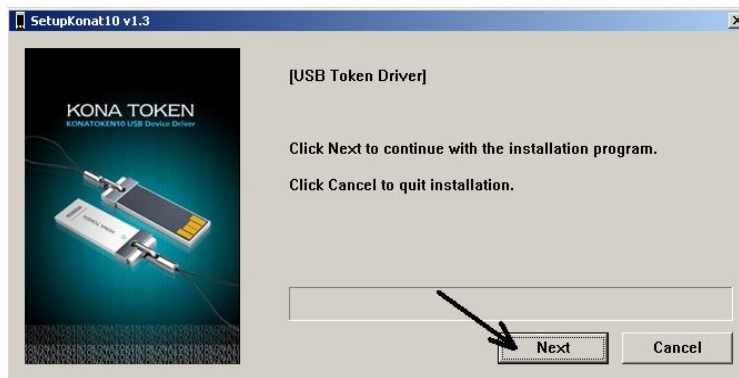 SetupKonat10 v1.3
KONA TOKEN
KONATOKEN10 USB Device Driver
[USB Token Driver]
Click Next to continue with the installation program.
Click Cancel to quit installation.
Next
Cancel